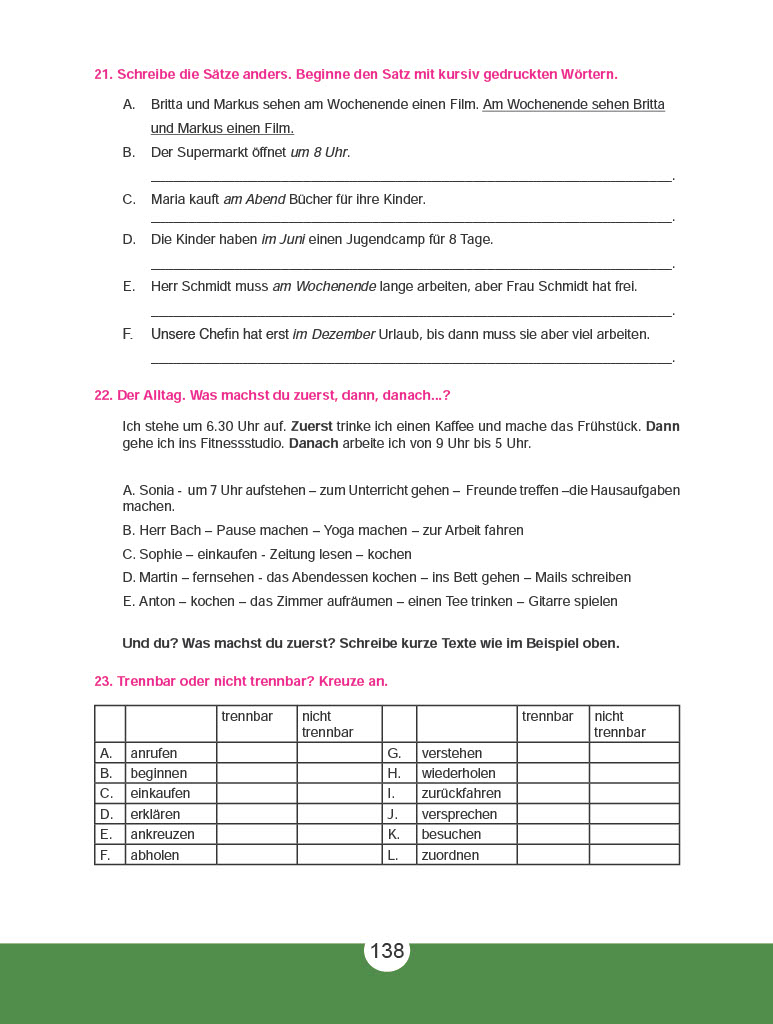 21. Schreibe die Sätze anders. Beginne den Satz mit kursiv gedruckten Wörtern.
A. Britta und Markus sehen am Wochenende einen Film. Am Wochenende sehen Britta
und Markus einen Film.
B. Der Supermarkt öffnet um 8 Uhr.
.
C. Maria kauft am Abend Bücher für ihre Kinder.
.
D. Die Kinder haben im Juni einen Jugendcamp für 8 Tage.
.
E. Herr Schmidt muss am Wochenende lange arbeiten, aber Frau Schmidt hat frei.
.
F. Unsere Chefin hat erst im Dezember Urlaub, bis dann muss sie aber viel arbeiten.
.
22. Der Alltag. Was machst du zuerst, dann, danach...?
Ich stehe um 6.30 Uhr auf. Zuerst trinke ich einen Kaffee und mache das Frühstück. Dann
gehe ich ins Fitnessstudio. Danach arbeite ich von 9 Uhr bis 5 Uhr.
A. Sonia - um 7 Uhr aufstehen – zum Unterricht gehen – Freunde treffen –die Hausaufgaben
machen.
B. Herr Bach – Pause machen – Yoga machen – zur Arbeit fahren
C. Sophie – einkaufen - Zeitung lesen – kochen
D. Martin – fernsehen - das Abendessen kochen – ins Bett gehen – Mails schreiben
E. Anton – kochen – das Zimmer aufräumen – einen Tee trinken – Gitarre spielen
Und du? Was machst du zuerst? Schreibe kurze Texte wie im Beispiel oben.
23. Trennbar oder nicht trennbar? Kreuze an.
trennbar nicht trennbar trennbar nicht trennbar
A. anrufen G. verstehen
B. beginnen H. wiederholen
C. einkaufen I. zurückfahren
D. erklären J. versprechen
E. ankreuzen K. besuchen
F. abholen L. zuordnen
138